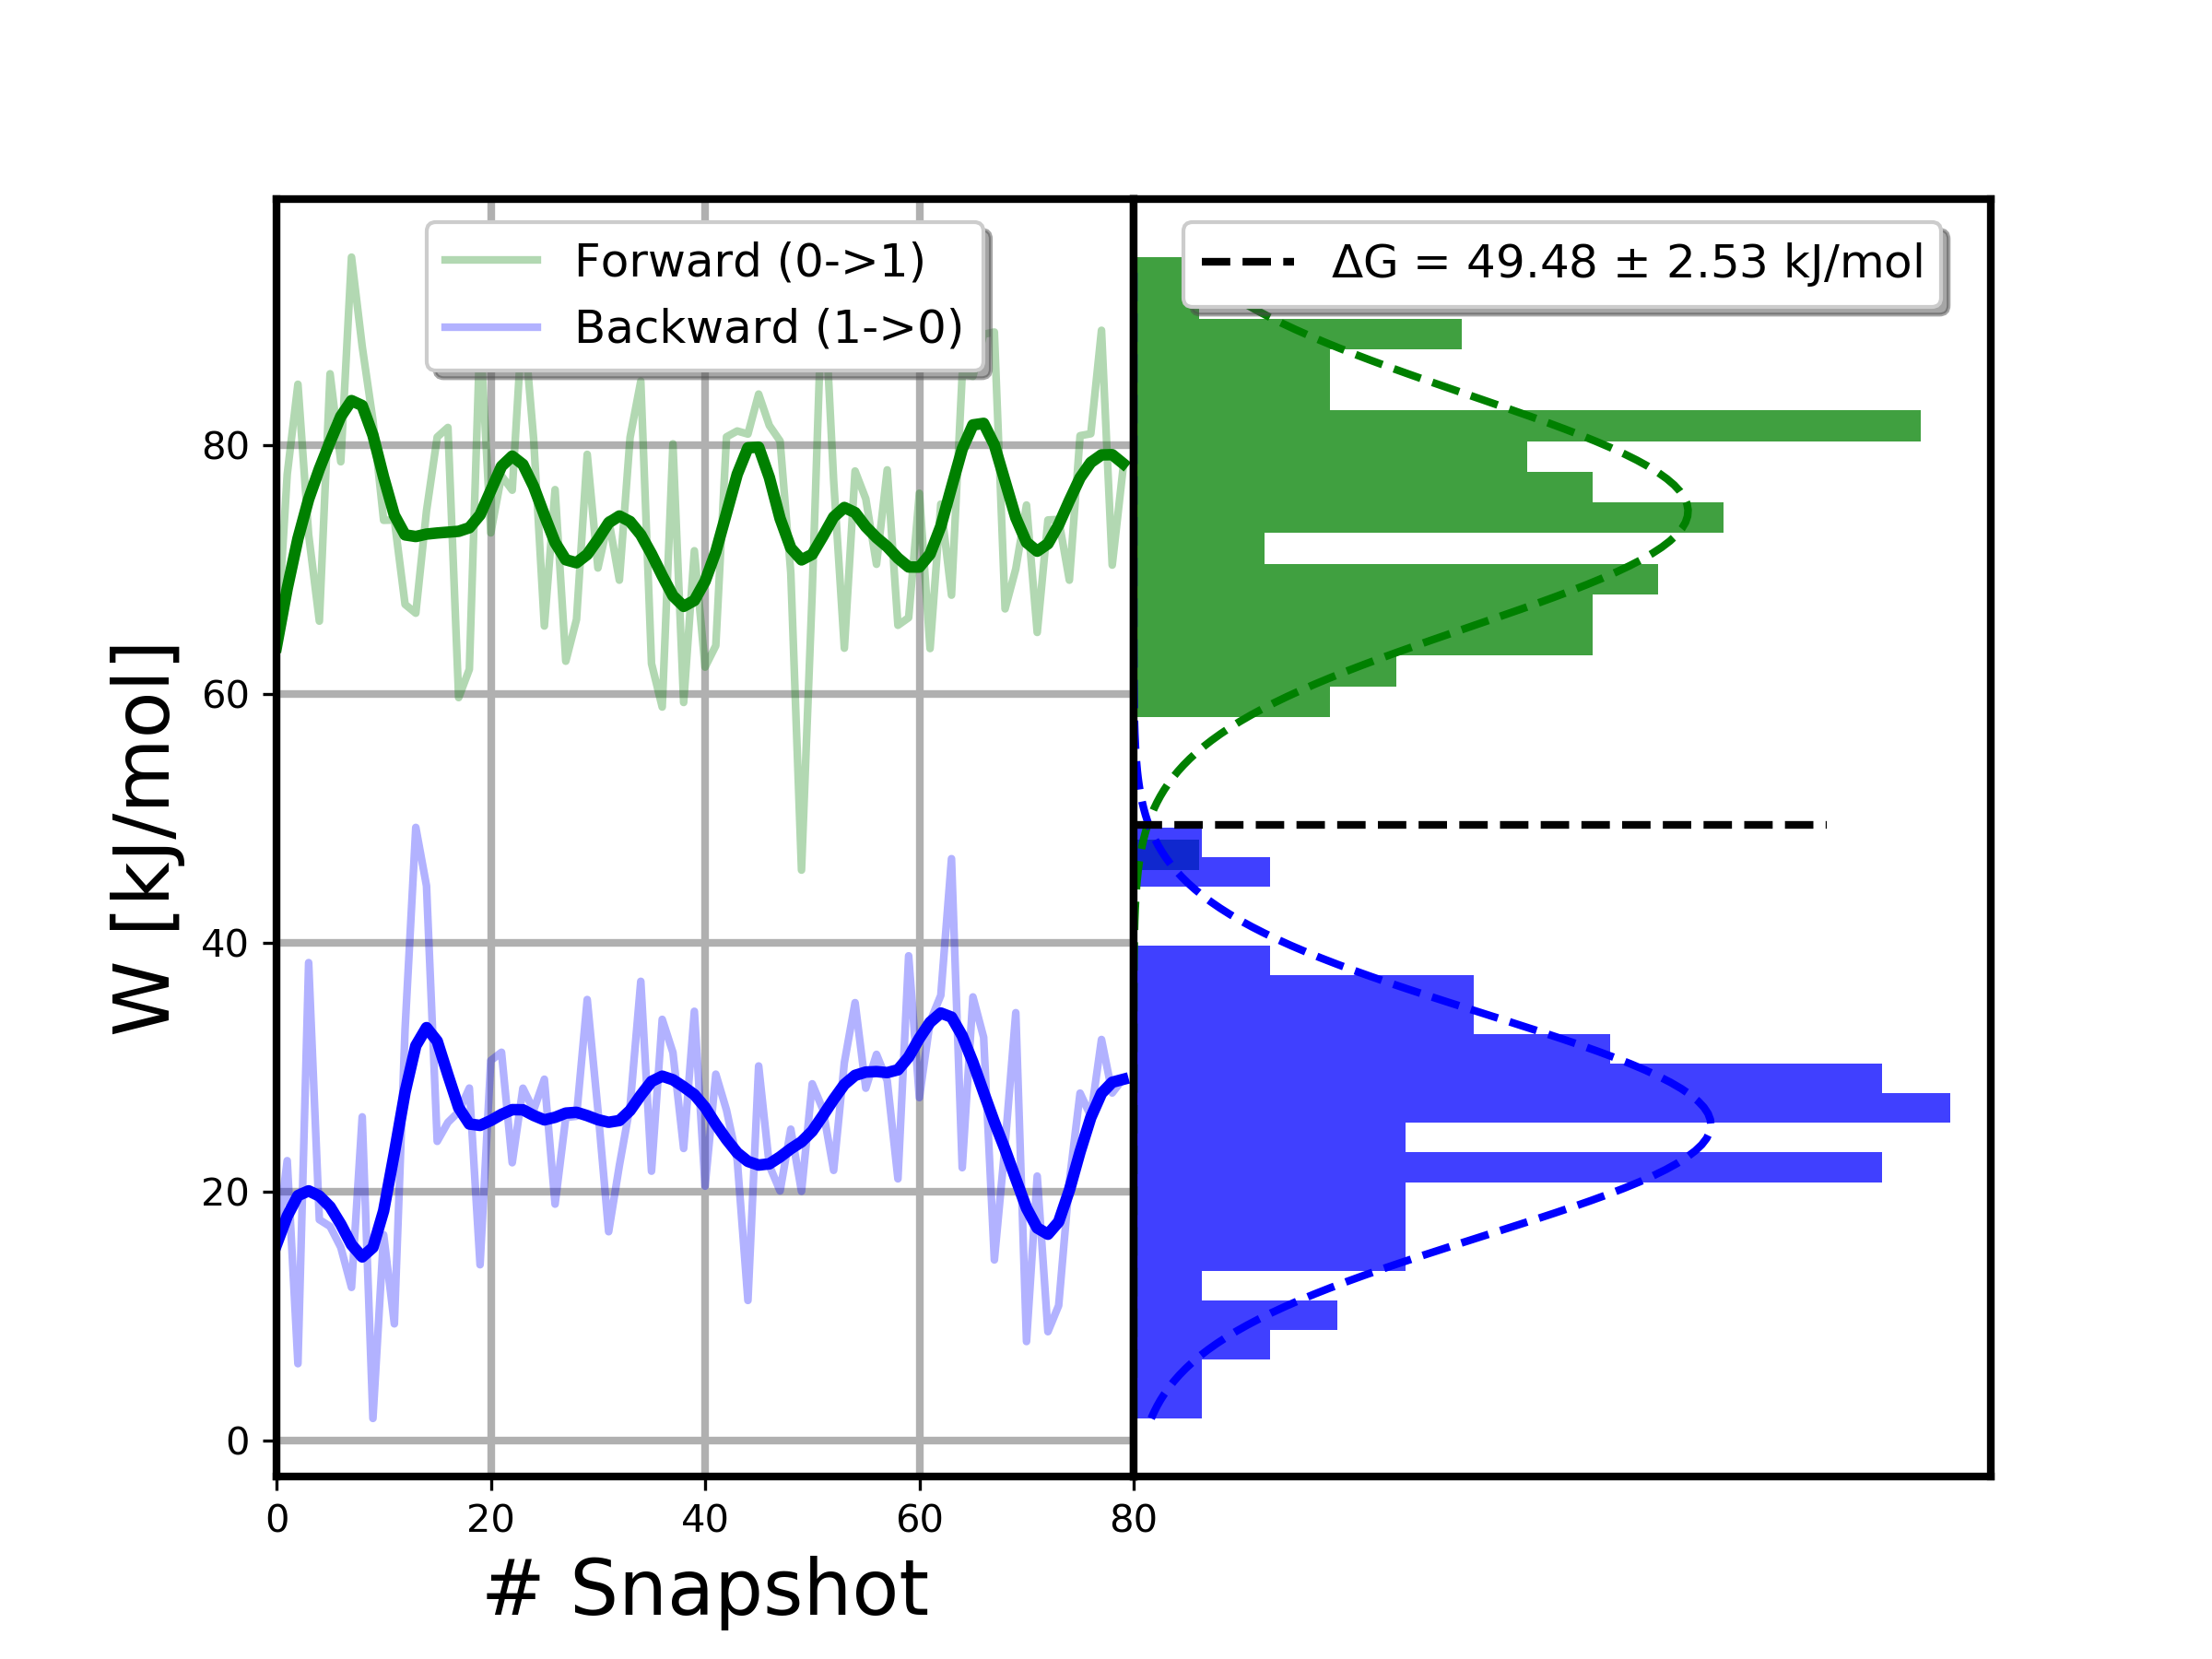 Forward (0->1)
Backward (1->0)
ΔG = 49.48 ± 2.53 kJ/mol
W [kJ/mol]
80
60
40
20
0
0 20 40 60 80
# Snapshot